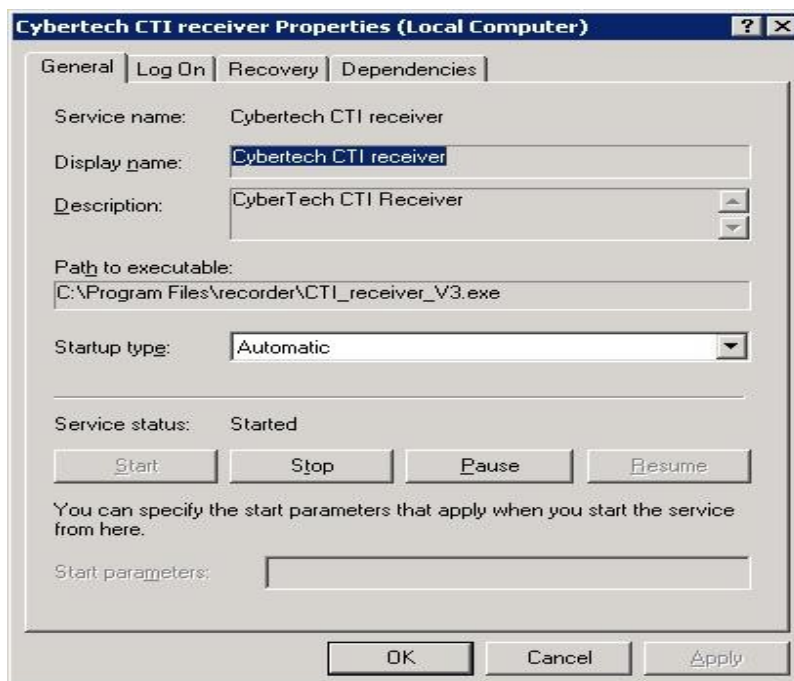 Cybertech CTI receiver Properties (Local Computer)
General Log On Recovery Dependencies
Service name: Cybertech CTI receiver
Display name: Cybertech CTI receiver
Description: CyberTech CTI Receiver
Path to executable:
C:\Program Files\recorder\CTI_receiver_V3.exe
Startup type: Automatic
Service status: Started
Start Stop Pause Resume
You can specify the start parameters that apply when you start the service
from here.
Start parameters:
OK Cancel Apply